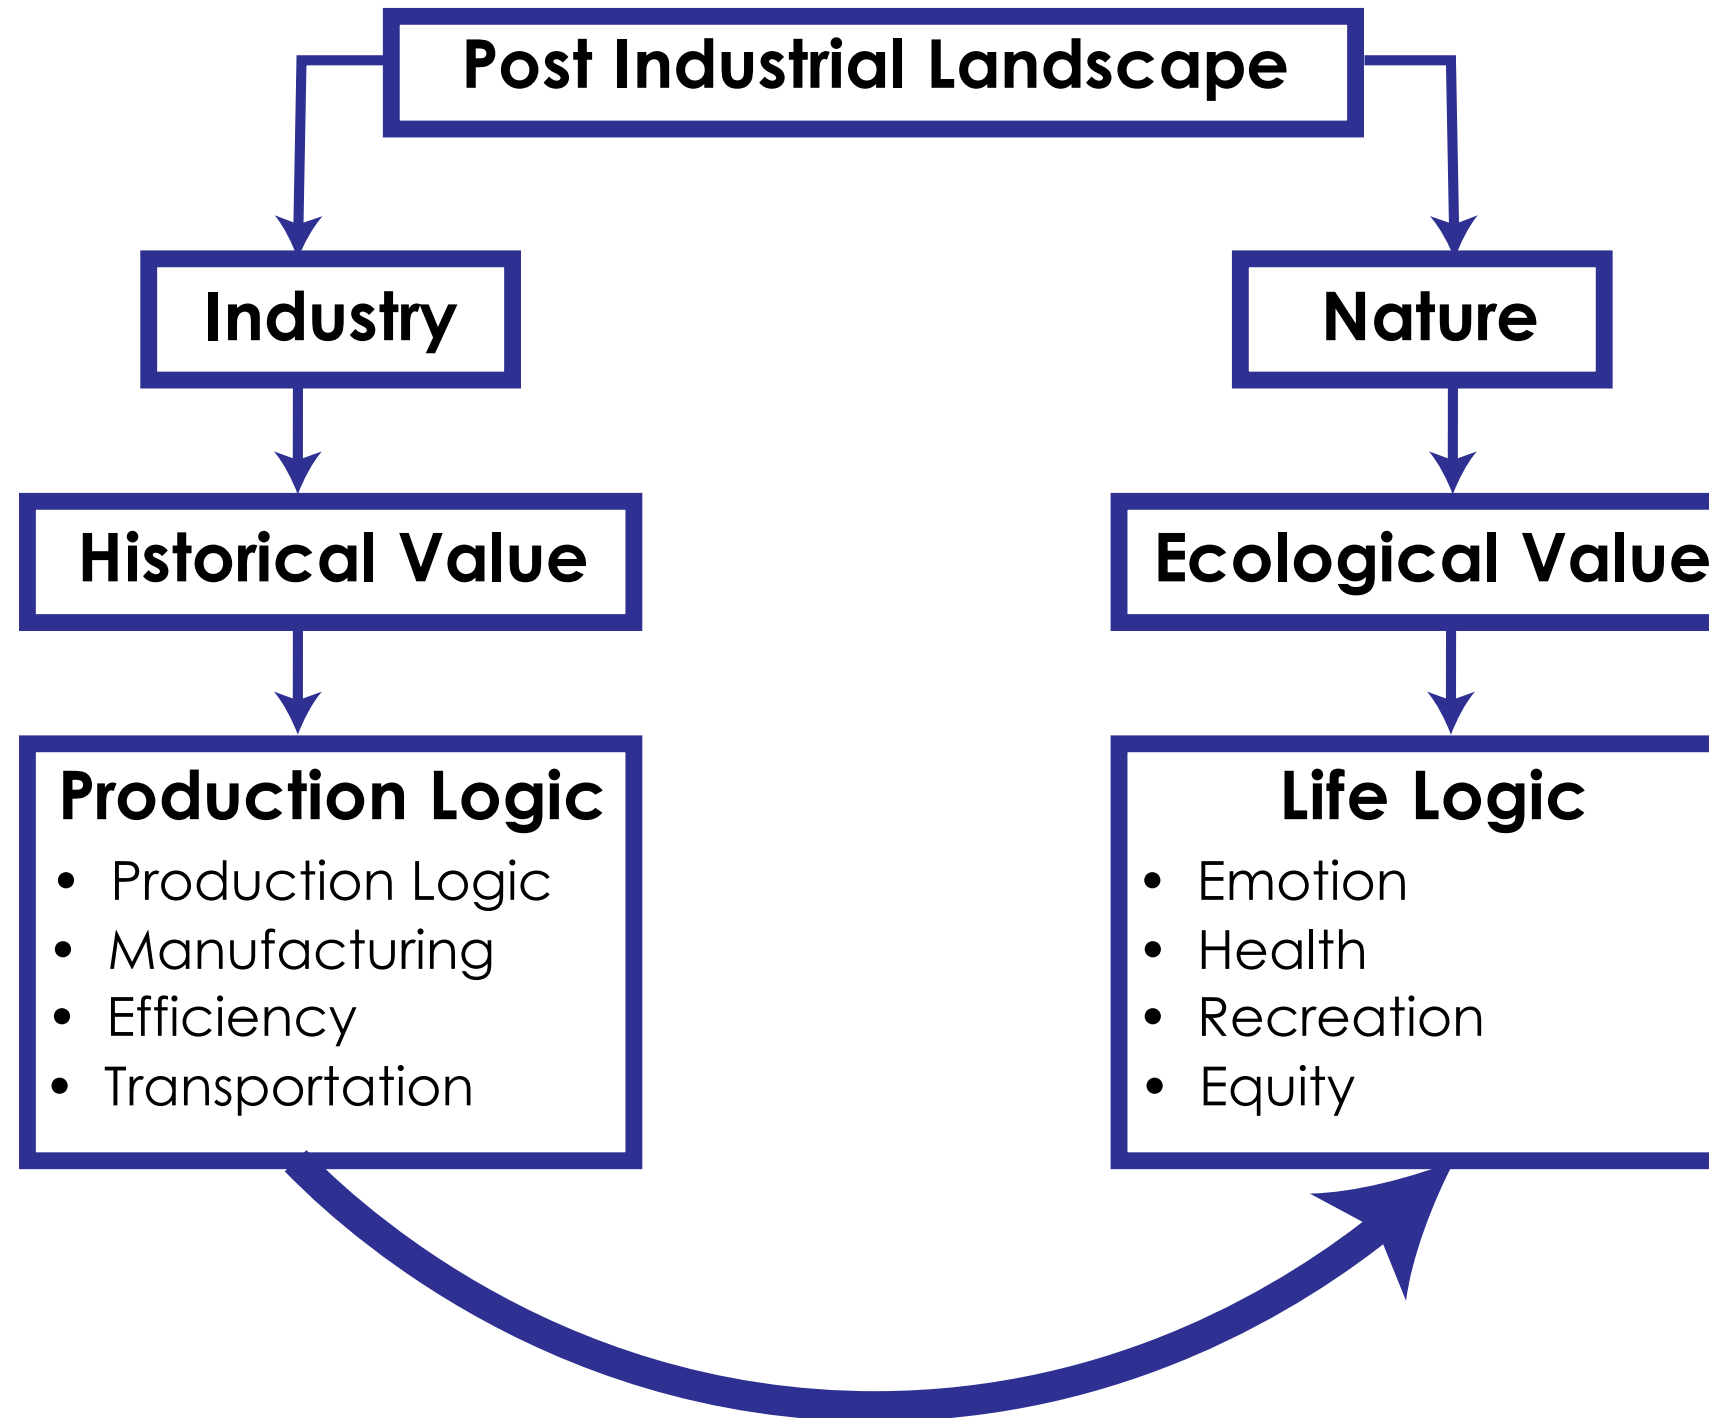 Post Industrial Landscape
Industry
Nature
Historical Value
Ecological Value
Production Logic
• Production Logic
• Manufacturing
• Efficiency
• Transportation
Life Logic
• Emotion
• Health
• Recreation
• Equity